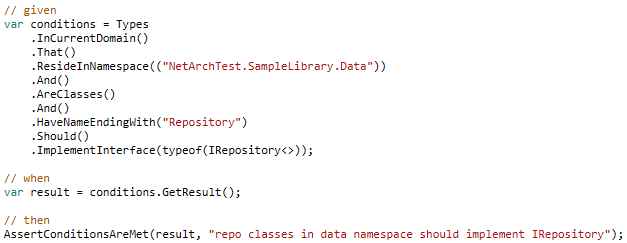 // given
var conditions = Types
.InCurrentDomain()
.That()
.ResideInNamespace(("NetArchTest.SampleLibrary.Data"))
.And()
.AreClasses()
.And()
.HaveNameEndingWith("Repository")
.Should()
.ImplementInterface(typeof(IRepository<>));
// when
var result = conditions.GetResult();
// then
AssertConditionsAreMet(result, "repo classes in data namespace should implement IRepository");